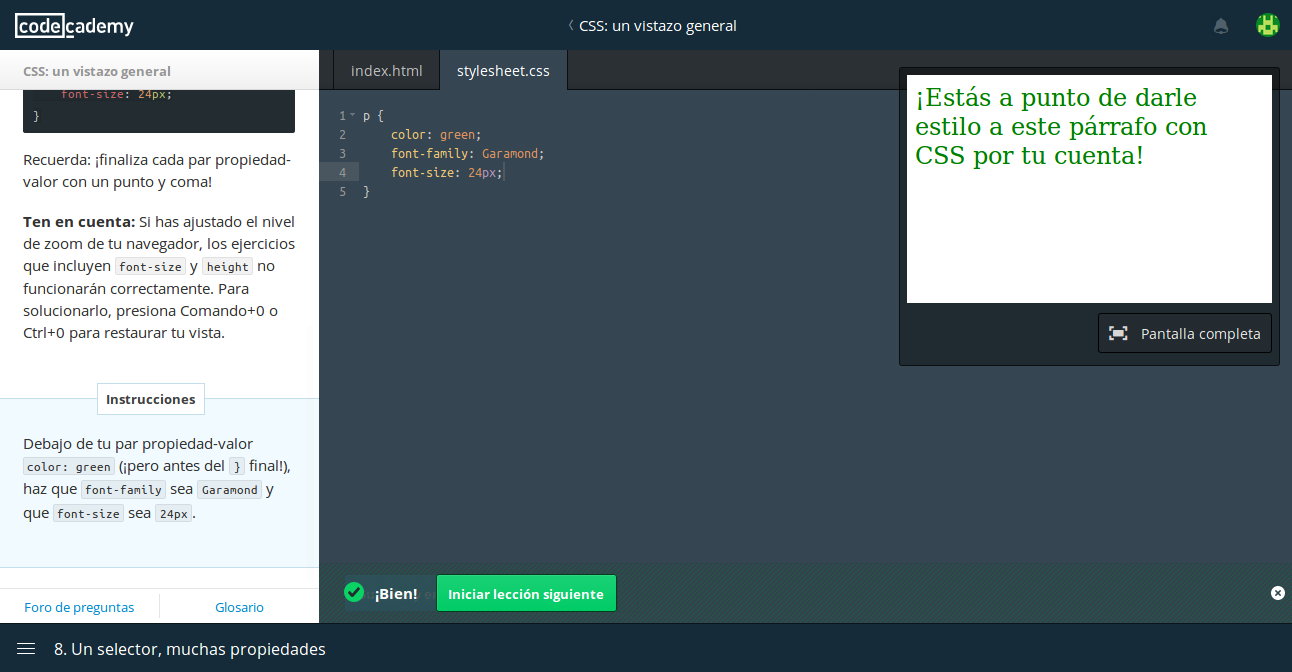 codecademy
〈 CSS: un vistazo general
CSS: un vistazo general
font-size: 24px;
}
Recuerda: ¡finaliza cada par propiedad-
valor con un punto y coma!
Ten en cuenta: Si has ajustado el nivel
de zoom de tu navegador, los ejercicios
que incluyen font-size y height no
funcionarán correctamente. Para
solucionarlo, presiona Comando+0 o
Ctrl+0 para restaurar tu vista.
Instrucciones
Debajo de tu par propiedad-valor
color: green (¡pero antes del } final!),
haz que font-family sea Garamond y
que font-size sea 24px.
Foro de preguntas
Glosario
index.html
stylesheet.css
1 p {
2 color: green;
3 font-family: Garamond;
4 font-size: 24px;
5 }
¡Estás a punto de darle
estilo a este párrafo con
CSS por tu cuenta!
Pantalla completa
¡Bien!
Iniciar lección siguiente
8. Un selector, muchas propiedades